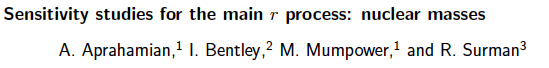 Sensitivity studies for the main r process: nuclear masses
A. Aprahamian,¹ I. Bentley,² M. Mumpower,¹ and R. Surman³